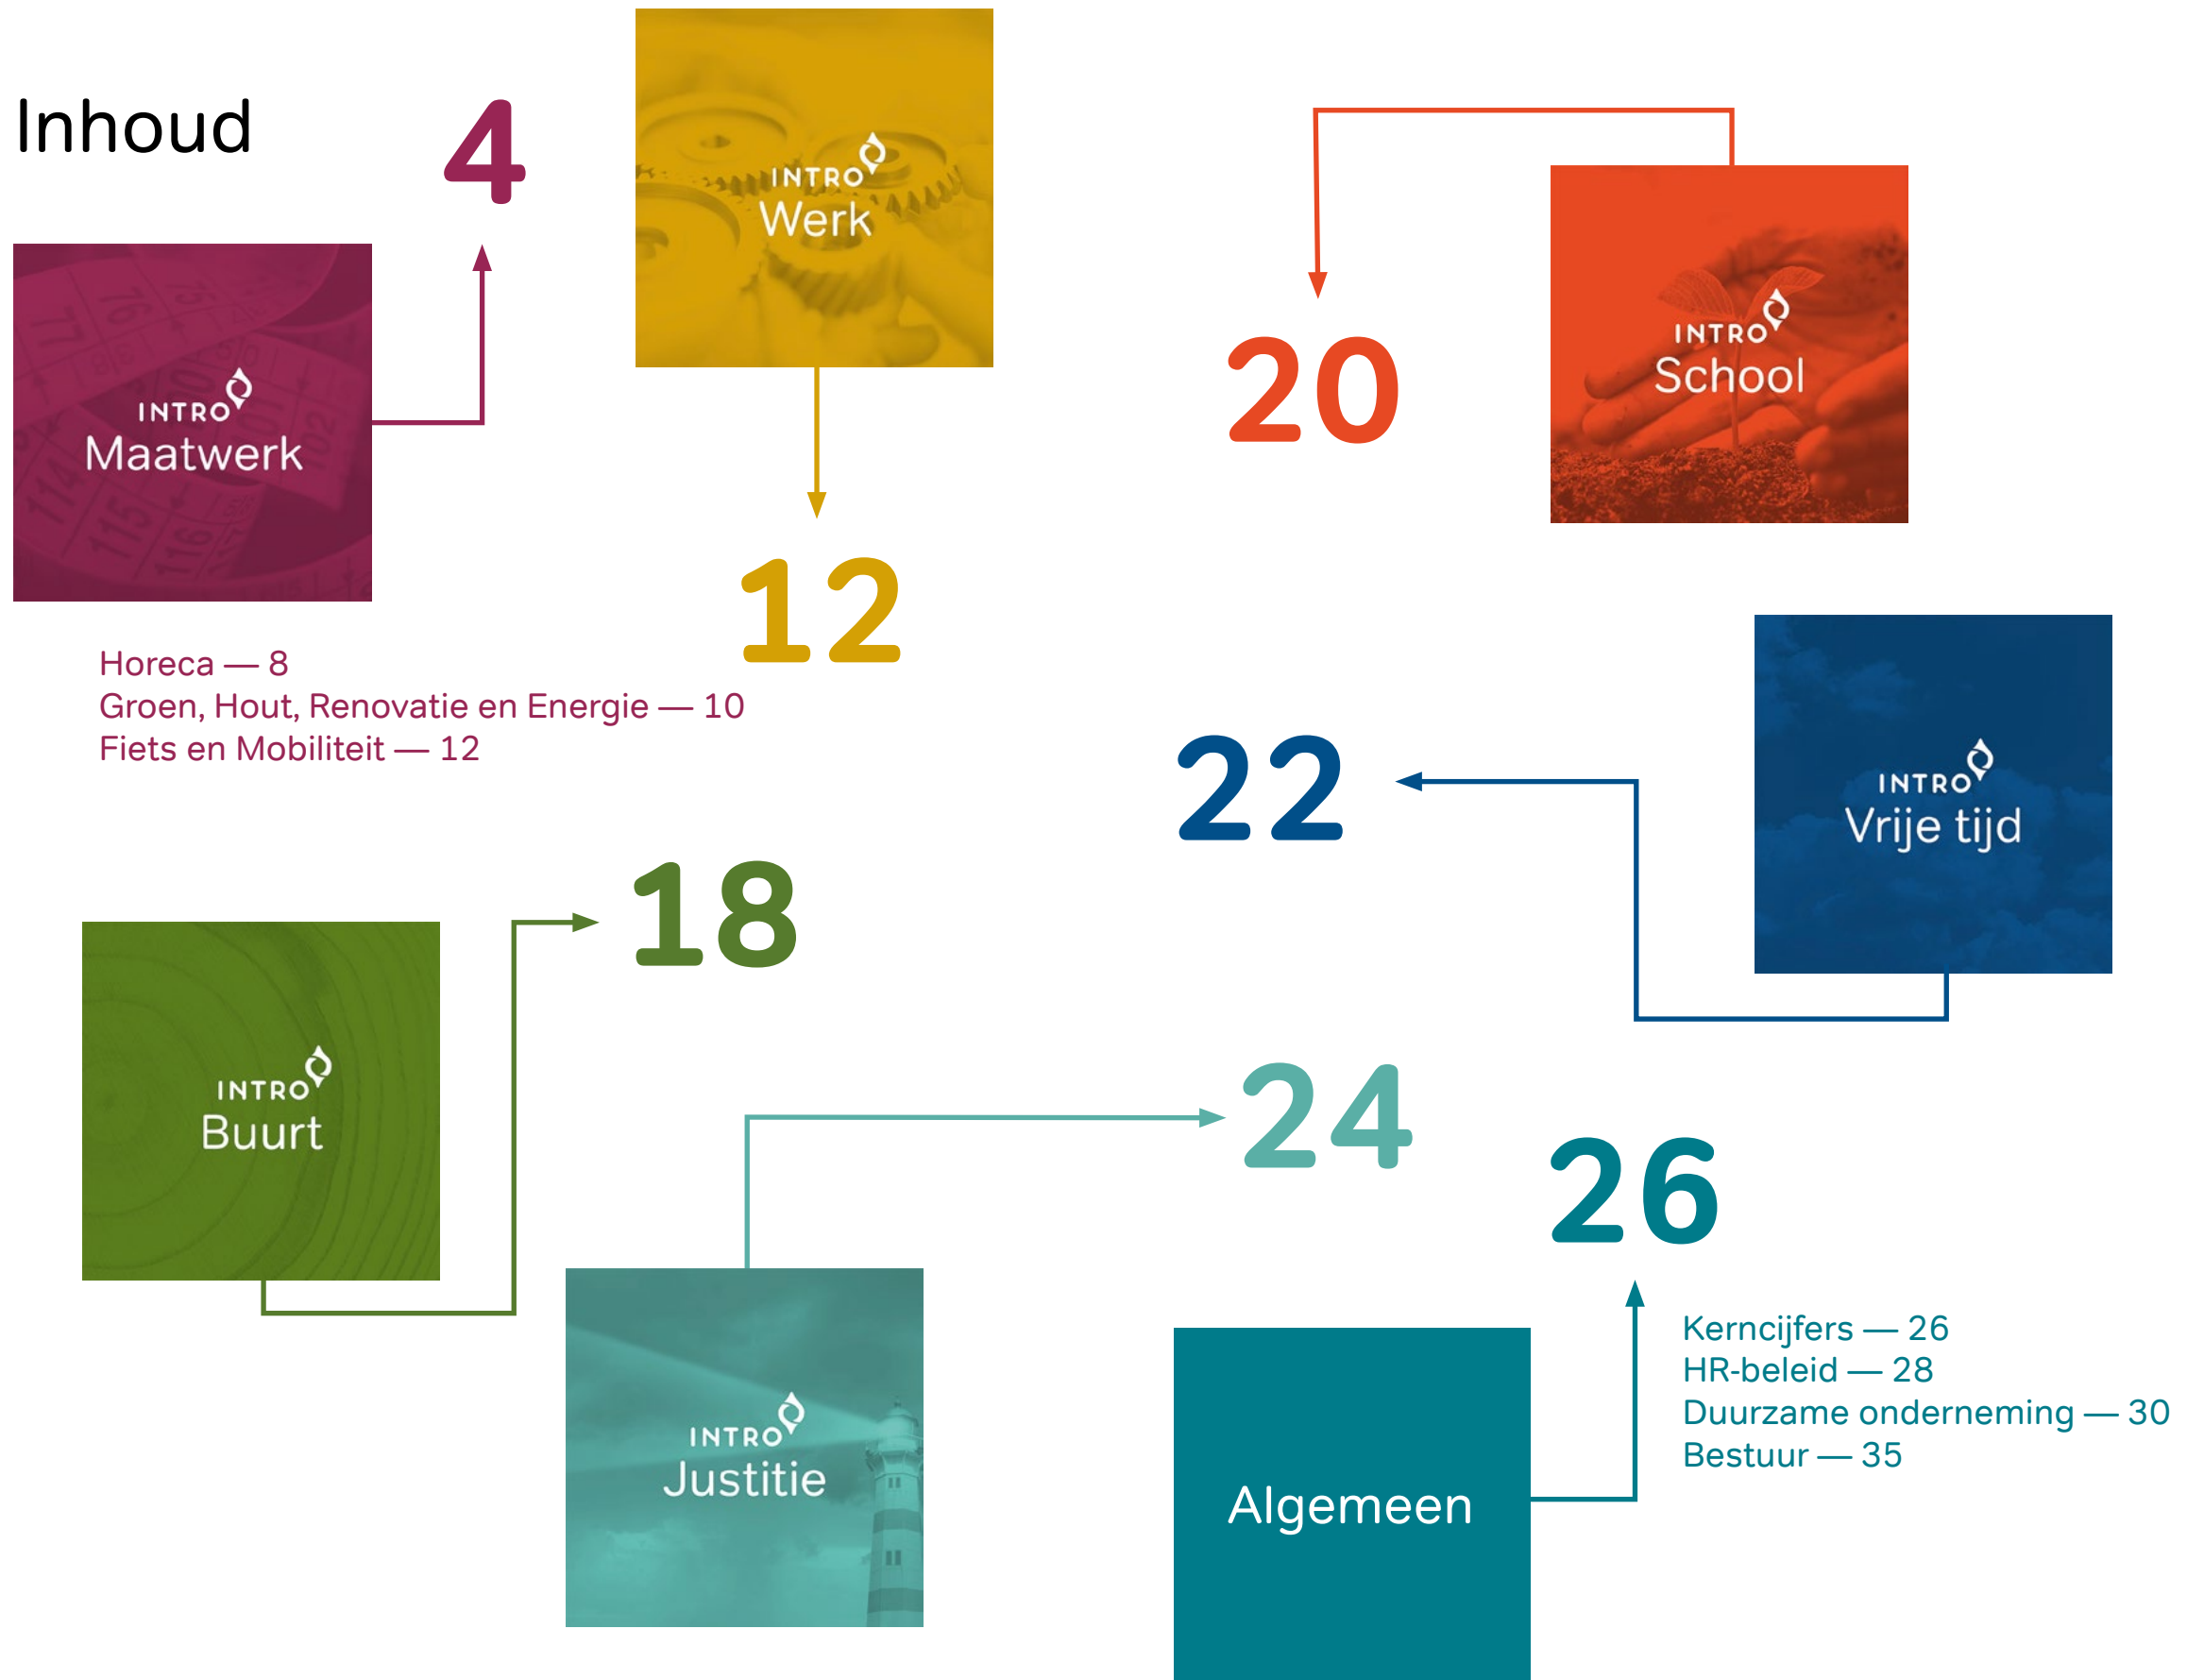 Inhoud
4
INTRO
Maatwerk
Horeca — 8
Groen, Hout, Renovatie en Energie — 10
Fiets en Mobiliteit — 12
INTRO
Werk
12
INTRO
School
20
INTRO
Vrije tijd
22
INTRO
Buurt
18
INTRO
Justitie
24
Algemeen
26
Kerncijfers — 26
HR-beleid — 28
Duurzame onderneming — 30
Bestuur — 35